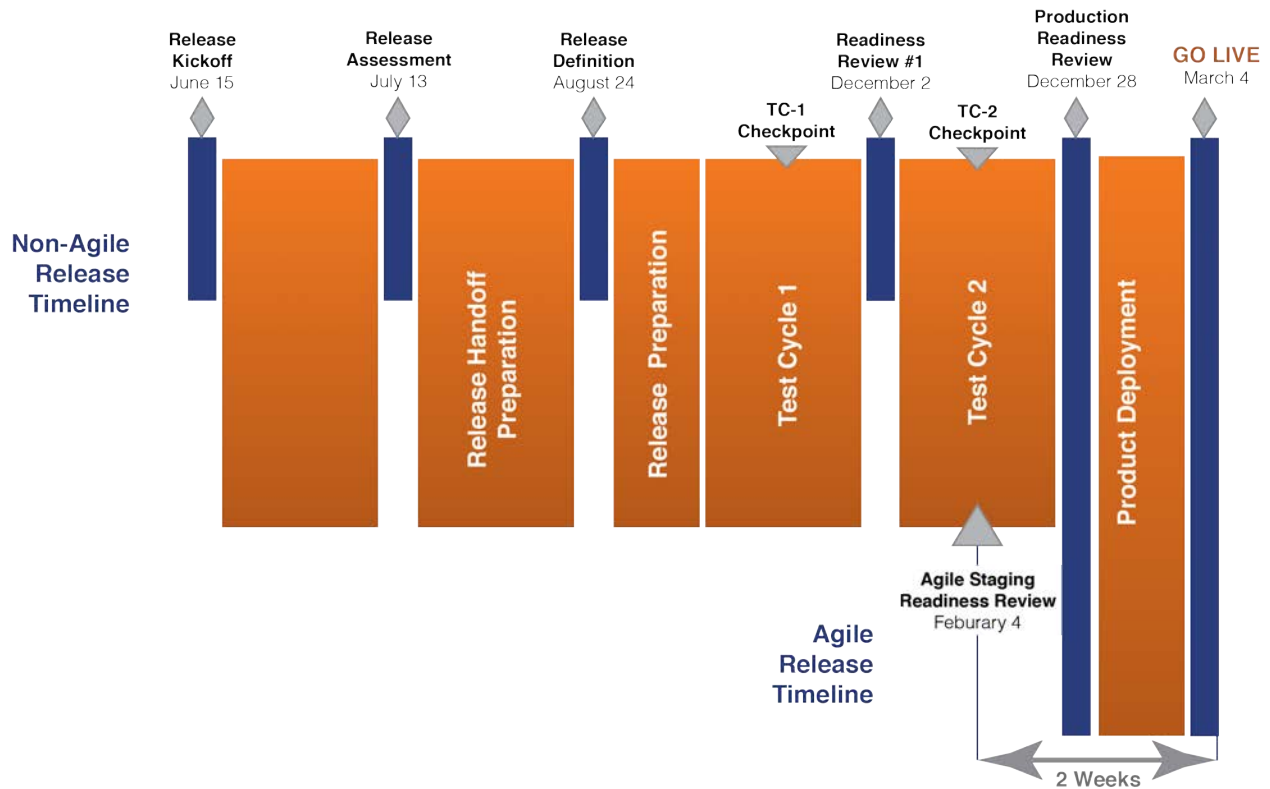 Release
Kickoff
June 15
Release
Assessment
July 13
Release
Definition
August 24
Readiness
Review #1
December 2
Production
Readiness
Review
December 28
GO LIVE
March 4
TC-1
Checkpoint
TC-2
Checkpoint
Non-Agile
Release
Timeline
Release Handoff
Preparation
Release Preparation
Test Cycle 1
Test Cycle 2
Product Deployment
Agile Staging
Readiness Review
Feburary 4
Agile
Release
Timeline
2 Weeks